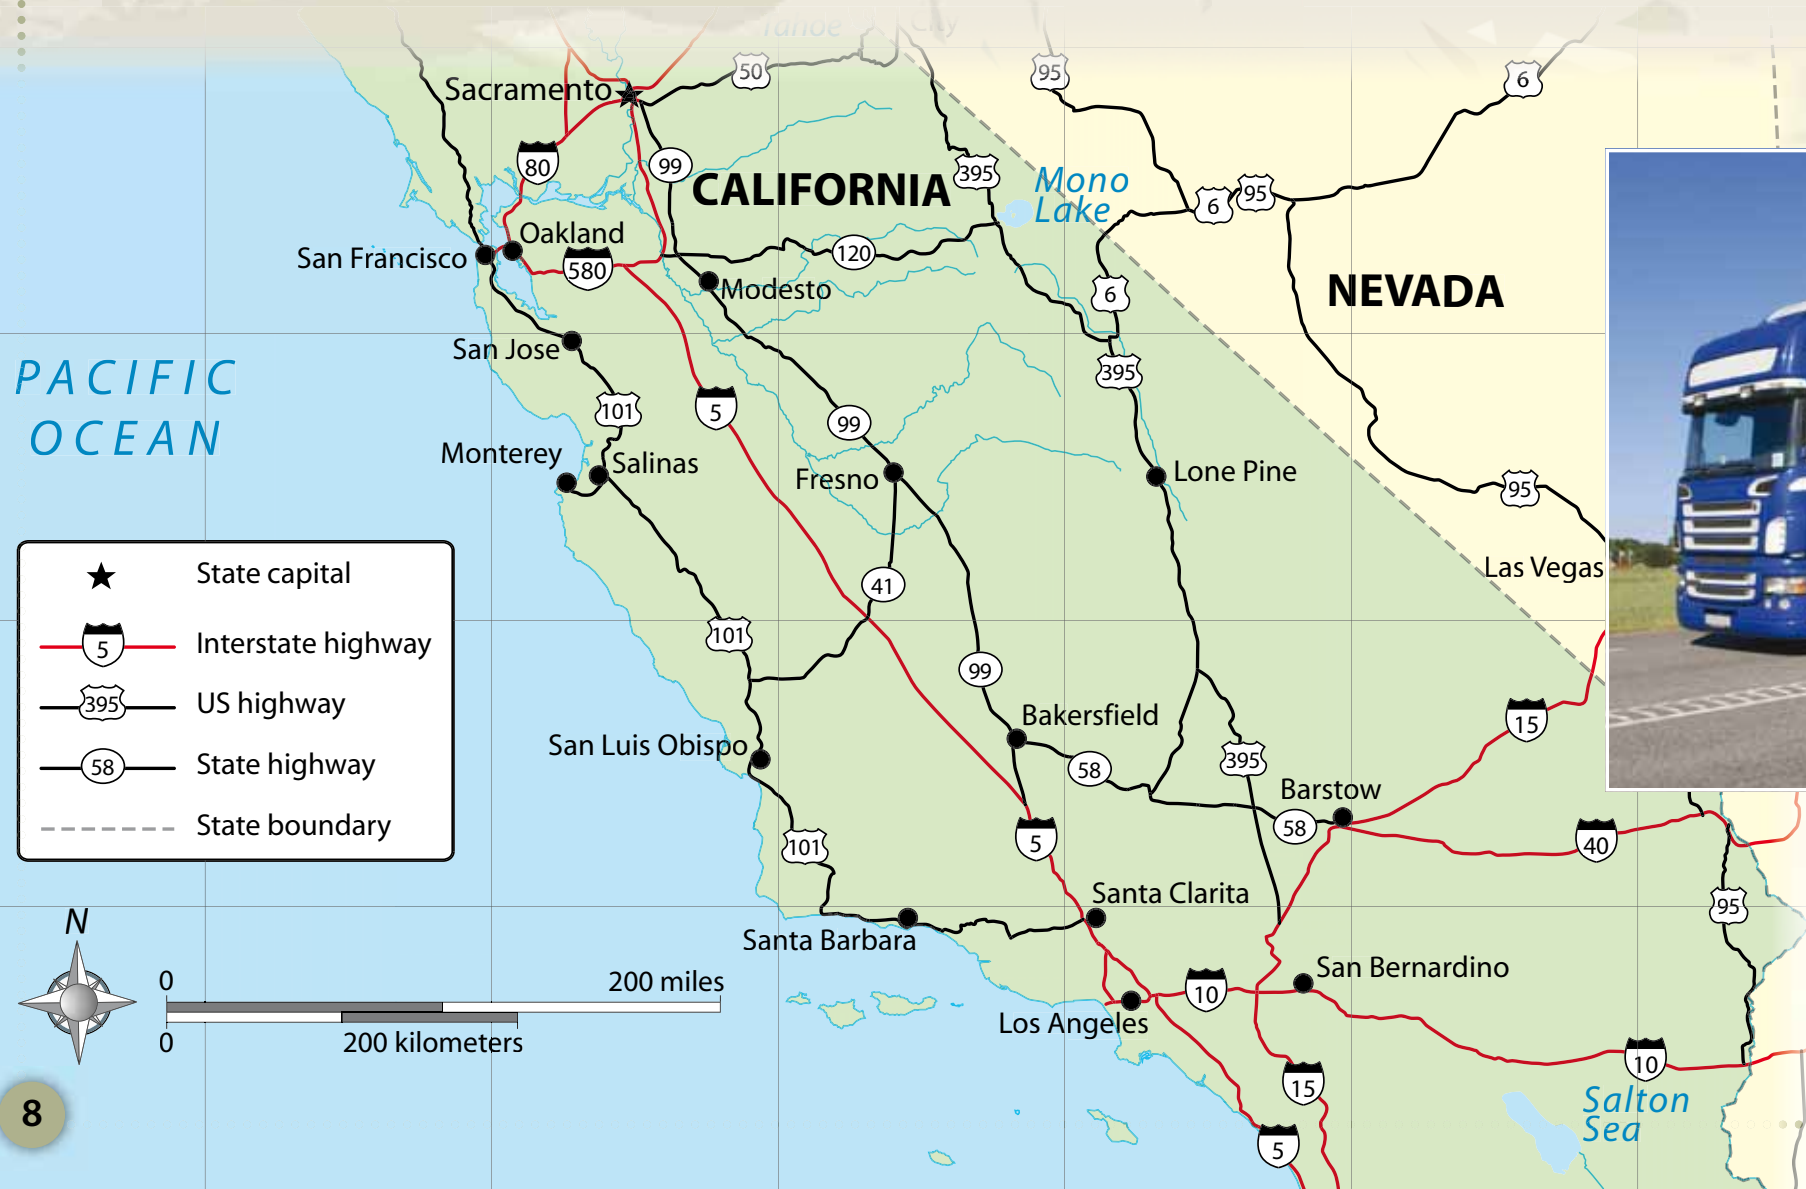 Tahoe
City
Sacramento
50
95
6
80
99
CALIFORNIA
395
Mono
Lake
6
95
Oakland
San Francisco
580
120
Modesto
6
NEVADA
San Jose
PACIFIC
OCEAN
101
5
395
99
Monterey
Salinas
Fresno
Lone Pine
95
Las Vegas
41
State capital
5
Interstate highway
395
US highway
58
State highway
State boundary
101
99
Bakersfield
San Luis Obispo
58
395
15
Barstow
58
40
101
5
Santa Clarita
95
Santa Barbara
N
0
200 miles
0
200 kilometers
10
San Bernardino
Los Angeles
15
10
Salton
Sea
5
8